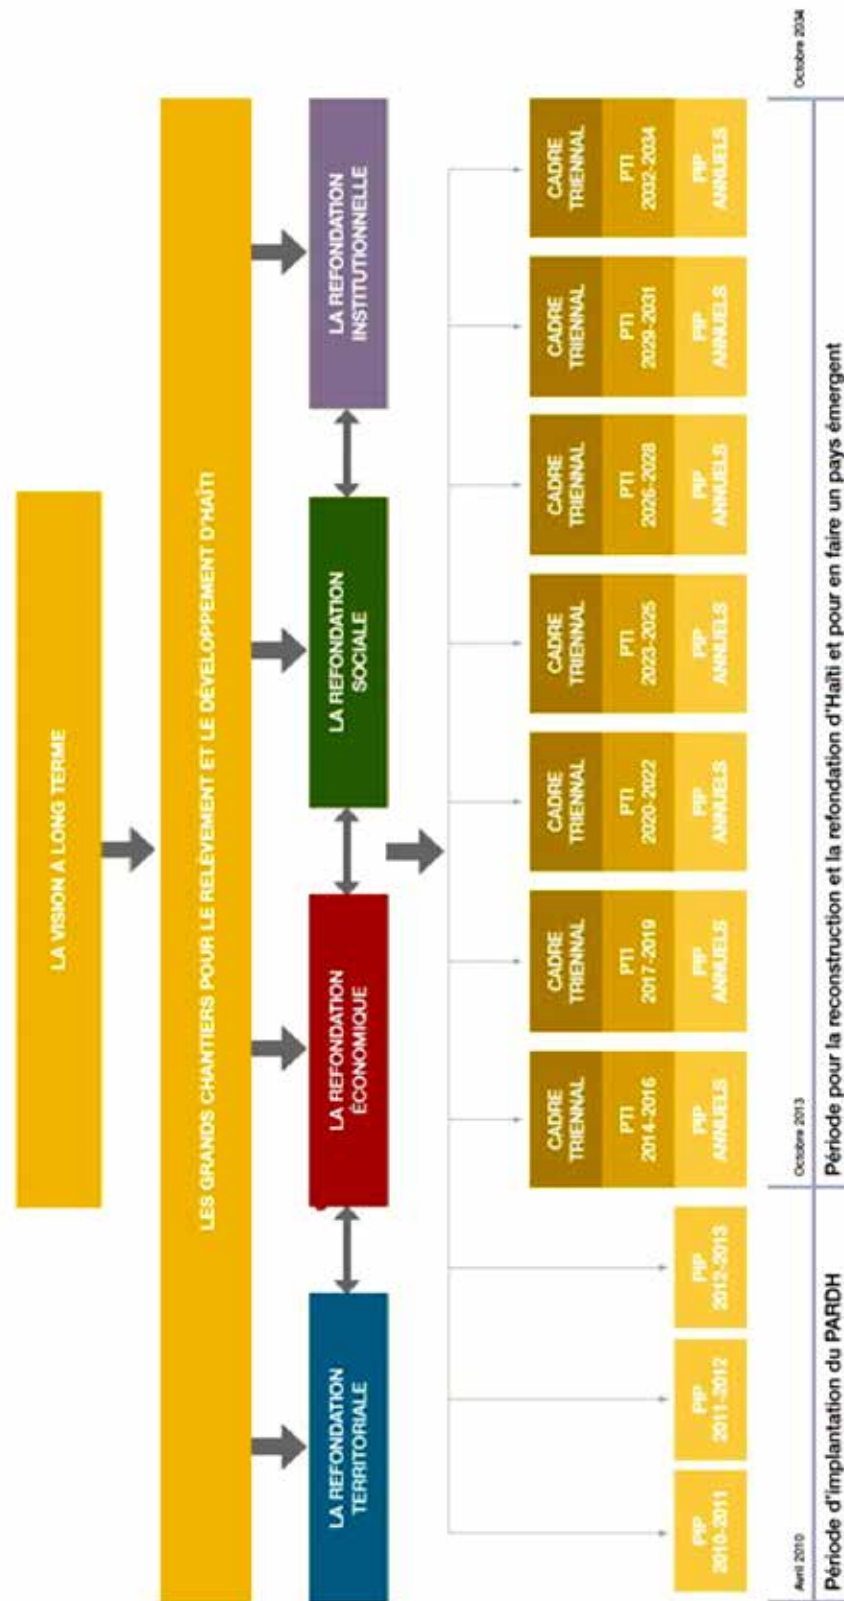 LA VISION A LONG TERME
LES GRANDS CHANTIERS POUR LE RELÈVEMENT ET LE DÉVELOPPEMENT D'HAÏTI
LA REFONDATION
TERRITORIALE
LA REFONDATION
ÉCONOMIQUE
LA REFONDATION
SOCIALE
LA REFONDATION
INSTITUTIONNELLE
PIP
2010-2011
PIP
2011-2012
PIP
2012-2013
CADRE
TRIENNAL
PTI
2014-2016
PIP
ANNUELS
CADRE
TRIENNAL
PTI
2017-2019
PIP
ANNUELS
CADRE
TRIENNAL
PTI
2020-2022
PIP
ANNUELS
CADRE
TRIENNAL
PTI
2023-2025
PIP
ANNUELS
CADRE
TRIENNAL
PTI
2026-2028
PIP
ANNUELS
CADRE
TRIENNAL
PTI
2029-2031
PIP
ANNUELS
CADRE
TRIENNAL
PTI
2032-2034
PIP
ANNUELS
Avril 2010
Octobre 2013
Octobre 2034
Période d'implantation du PARDH
Période pour la reconstruction et la refondation d'Haïti et pour en faire un pays émergent